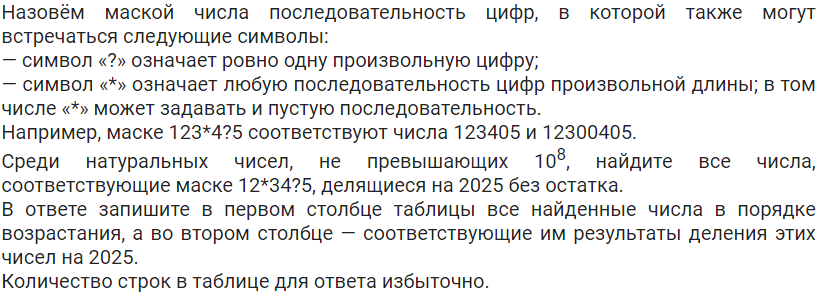 Назовём маской числа последовательность цифр, в которой также могут
встречаться следующие символы:
— символ «?» означает ровно одну произвольную цифру;
— символ «*» означает любую последовательность цифр произвольной длины; в том
числе «*» может задавать и пустую последовательность.
Например, маске 123*4?5 соответствуют числа 123405 и 12300405.
Среди натуральных чисел, не превышающих 10⁸, найдите все числа,
соответствующие маске 12*34?5, делящиеся на 2025 без остатка.
В ответе запишите в первом столбце таблицы все найденные числа в порядке
возрастания, а во втором столбце — соответствующие им результаты деления этих
чисел на 2025.
Количество строк в таблице для ответа избыточно.